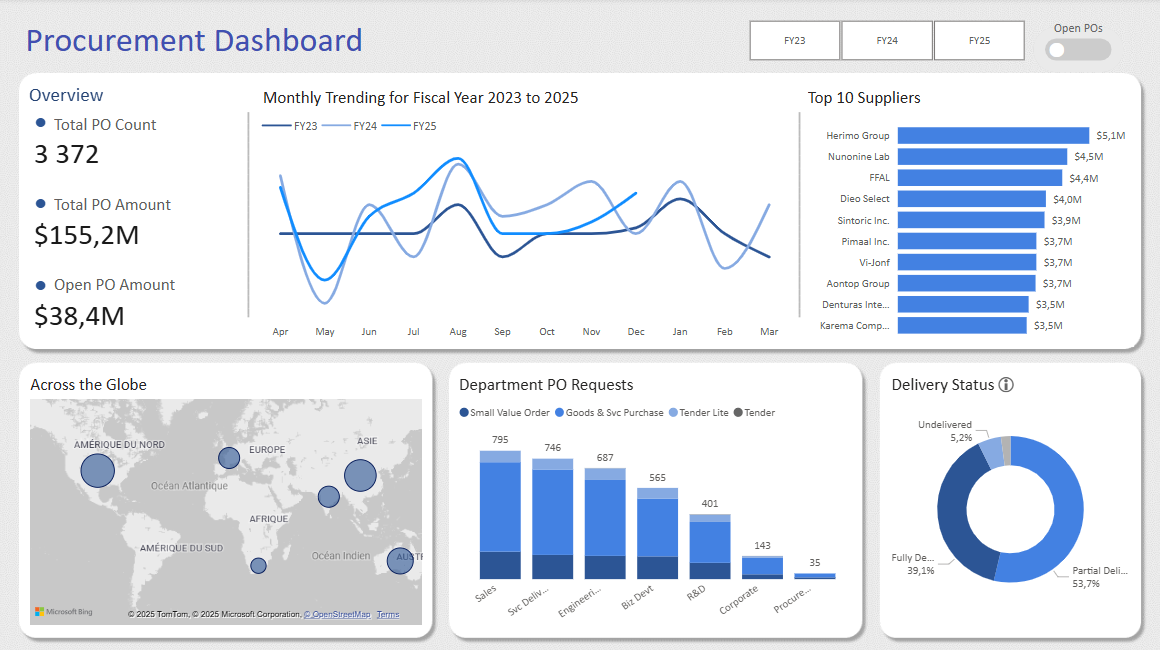 Procurement Dashboard
FY23
FY24
FY25
Open POs
Overview
Total PO Count
3 372
Total PO Amount
$155,2M
Open PO Amount
$38,4M
Monthly Trending for Fiscal Year 2023 to 2025
FY23 FY24 FY25
Apr May Jun Jul Aug Sep Oct Nov Dec Jan Feb Mar
Top 10 Suppliers
Herimo Group $5,1M
Nunonine Lab $4,5M
FFAL $4,4M
Dieo Select $4,0M
Sintoric Inc. $3,9M
Pimaal Inc. $3,7M
Vi-Jonf $3,7M
Aontop Group $3,7M
Denturas Inte... $3,5M
Karema Comp... $3,5M
Across the Globe
AMÉRIQUE DU NORD
EUROPE
ASIE
Océan Atlantique
AFRIQUE
AMÉRIQUE DU SUD
Océan Indien
AUSTR
Microsoft Bing
© 2025 TomTom, © 2025 Microsoft Corporation, © OpenStreetMap Terms
Department PO Requests
Small Value Order Goods & Svc Purchase Tender Lite Tender
795
746
687
565
401
143
35
Sales
Svc Deliv...
Engineeri...
Biz Devt
R&D
Corporate
Procure...
Delivery Status
Undelivered
5,2%
Fully De...
39,1%
Partial Deli...
53,7%